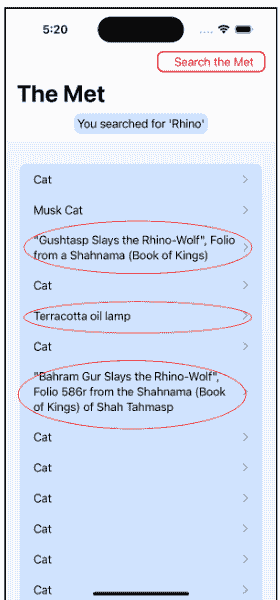 5:20
Search the Met
The Met
You searched for 'Rhino'
Cat
Musk Cat
"Gushtasp Slays the Rhino-Wolf", Folio
from a Shahnama (Book of Kings)
Cat
Terracotta oil lamp
Cat
"Bahram Gur Slays the Rhino-Wolf",
Folio 586r from the Shahnama (Book
of Kings) of Shah Tahmasp
Cat
Cat
Cat
Cat
Cat
Cat